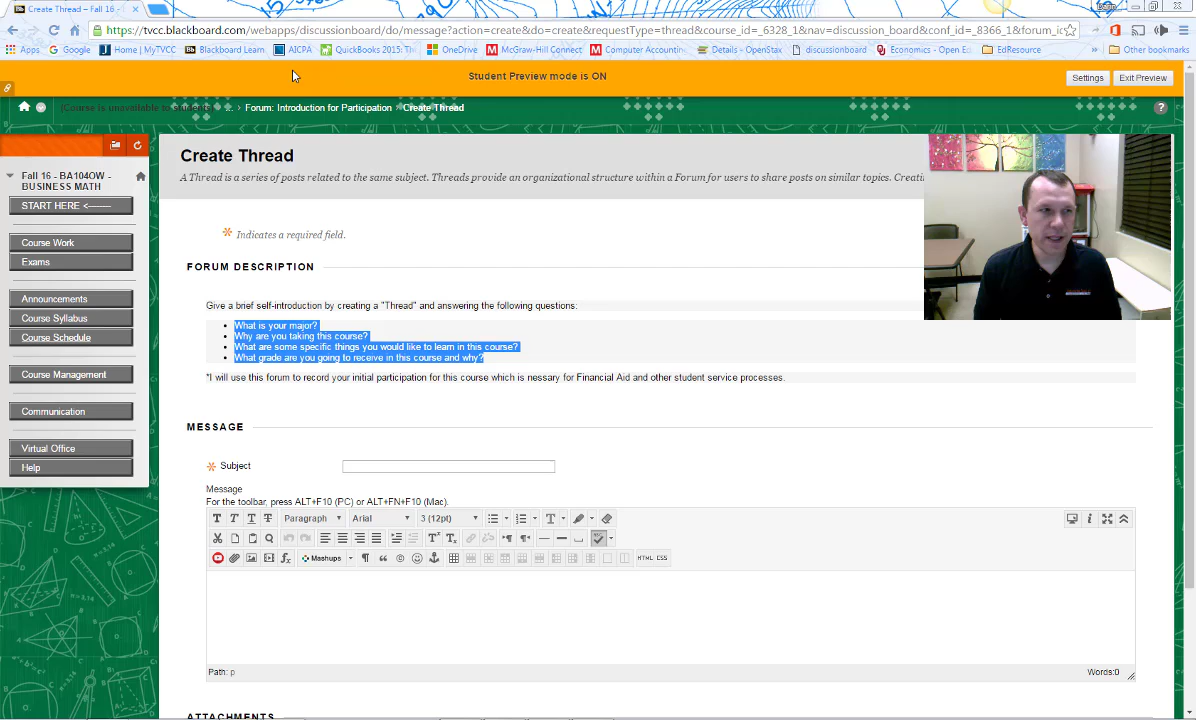 Create Thread – Fall 16 -
https://tvcc.blackboard.com/webapps/discussionboard/do/message?action=create&do=create&requestType=thread&course_id=_6328_1&nav=discussion_board&conf_id=_8366_1&forum_id
Apps Google Home | MyTVCC Blackboard Learn AICPA QuickBooks 2015: Th OneDrive McGraw-Hill Connect Computer Accounting Details - OpenStax discussionboard Economics - Open Ed EdResource » Other bookmarks
Student Preview mode is ON
Settings Exit Preview
(Course is unavailable to students) ... › Forum: Introduction for Participation › Create Thread
?
Create Thread
A Thread is a series of posts related to the same subject. Threads provide an organizational structure within a Forum for users to share posts on similar topics. Creati
Fall 16 - BA104OW -
BUSINESS MATH
START HERE <-------
Course Work
Exams
Announcements
Course Syllabus
Course Schedule
Course Management
Communication
Virtual Office
Help
* Indicates a required field.
FORUM DESCRIPTION
Give a brief self-introduction by creating a "Thread" and answering the following questions:
• What is your major?
• Why are you taking this course?
• What are some specific things you would like to learn in this course?
• What grade are you going to receive in this course and why?
*I will use this forum to record your initial participation for this course which is nessary for Financial Aid and other student service processes.
MESSAGE
* Subject
Message
For the toolbar, press ALT+F10 (PC) or ALT+FN+F10 (Mac).
T T T T Paragraph Arial 3 (12pt)
Mashups HTML CSS
Path: p Words:0
ATTACHMENTS